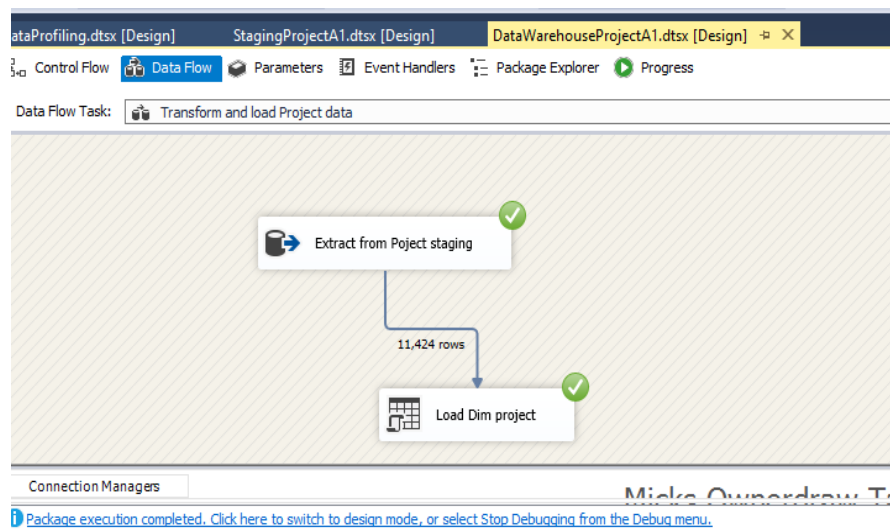 ataProfiling.dtsx [Design] StagingProjectA1.dtsx [Design] DataWarehouseProjectA1.dtsx [Design]
Control Flow Data Flow Parameters Event Handlers Package Explorer Progress
Data Flow Task: Transform and load Project data
Extract from Poject staging
11,424 rows
Load Dim project
Connection Managers
Micks Ownerdraw T
Package execution completed. Click here to switch to design mode, or select Stop Debugging from the Debug menu.